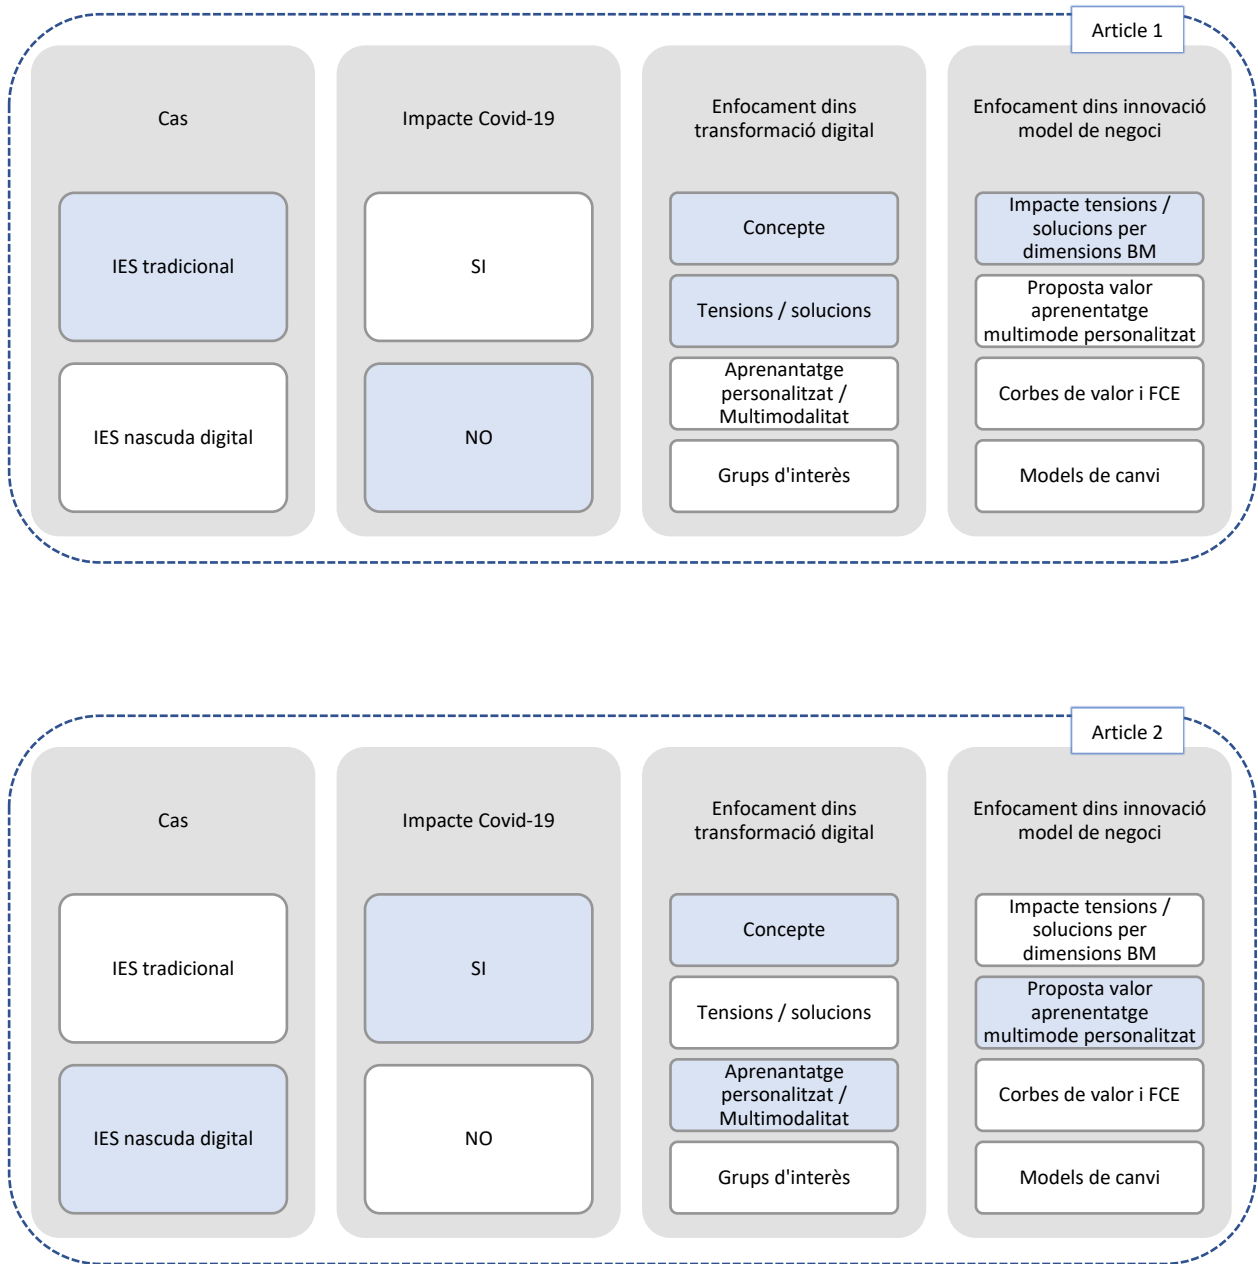 Article 1
Cas
IES tradicional
IES nascuda digital
Impacte Covid-19
SI
NO
Enfocament dins
transformació digital
Concepte
Tensions / solucions
Aprenantatge
personalitzat /
Multimodalitat
Grups d'interès
Enfocament dins innovació
model de negoci
Impacte tensions /
solucions per
dimensions BM
Proposta valor
aprenentatge
multimode personalitzat
Corbes de valor i FCE
Models de canvi
Article 2
Cas
IES tradicional
IES nascuda digital
Impacte Covid-19
SI
NO
Enfocament dins
transformació digital
Concepte
Tensions / solucions
Aprenantatge
personalitzat /
Multimodalitat
Grups d'interès
Enfocament dins innovació
model de negoci
Impacte tensions /
solucions per
dimensions BM
Proposta valor
aprenentatge
multimode personalitzat
Corbes de valor i FCE
Models de canvi